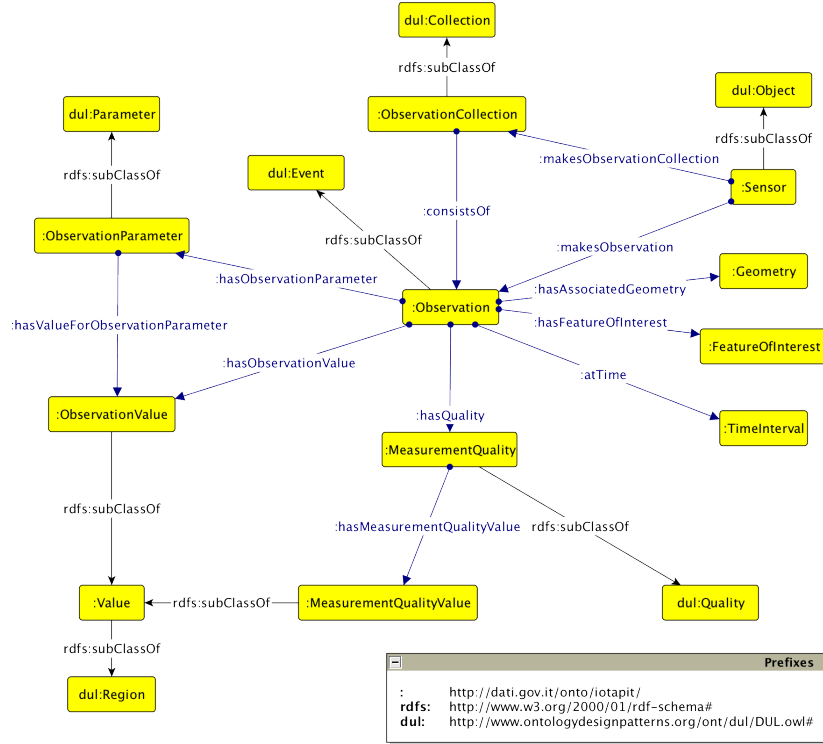 dul:Collection
rdfs:subClassOf
dul:Parameter
:ObservationCollection
dul:Object
rdfs:subClassOf
:makesObservationCollection
rdfs:subClassOf
dul:Event
:Sensor
:consistsOf
:ObservationParameter
rdfs:subClassOf
:makesObservation
:hasObservationParameter
:Observation
:hasAssociatedGeometry
:Geometry
:hasValueForObservationParameter
:hasFeatureOfInterest
:FeatureOfInterest
:hasObservationValue
:atTime
:ObservationValue
:hasQuality
:TimeInterval
:MeasurementQuality
rdfs:subClassOf
:hasMeasurementQualityValue
rdfs:subClassOf
:Value
rdfs:subClassOf
:MeasurementQualityValue
dul:Quality
rdfs:subClassOf
dul:Region
Prefixes
: http://dati.gov.it/onto/iotapit/
rdfs: http://www.w3.org/2000/01/rdf-schema#
dul: http://www.ontologydesignpatterns.org/ont/dul/DUL.owl#